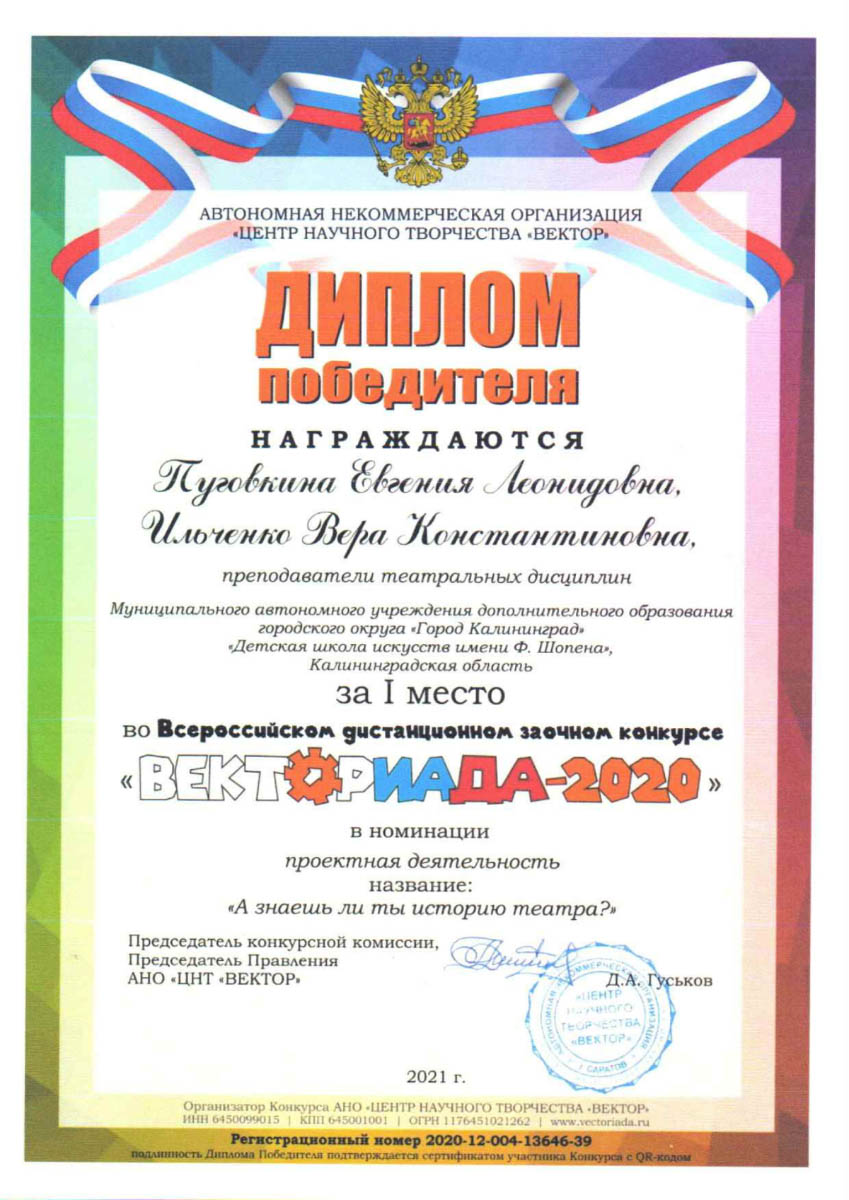 АВТОНОМНАЯ НЕКОММЕРЧЕСКАЯ ОРГАНИЗАЦИЯ
«ЦЕНТР НАУЧНОГО ТВОРЧЕСТВА «ВЕКТОР»
ДИПЛОМ
победителя
НАГРАЖДАЮТСЯ
Пуговкина Евгения Леонидовна,
Ильченко Вера Константиновна,
преподаватели театральных дисциплин
Муниципального автономного учреждения дополнительного образования
городского округа «Город Калининград»
«Детская школа искусств имени Ф. Шопена»,
Калининградская область
за I место
во Всероссийском дистанционном заочном конкурсе
«ВЕКТОРИАДА-2020»
в номинации
проектная деятельность
название:
«А знаешь ли ты историю театра?»
Председатель конкурсной комиссии,
Председатель Правления
АНО «ЦНТ «ВЕКТОР»
Д.А. Гуськов
АВТОНОМНАЯ НЕКОММЕРЧЕСКАЯ ОРГАНИЗАЦИЯ
«ЦЕНТР
НАУЧНОГО
ТВОРЧЕСТВА
«ВЕКТОР»
г. САРАТОВ
2021 г.
Организатор Конкурса АНО «ЦЕНТР НАУЧНОГО ТВОРЧЕСТВА «ВЕКТОР»
ИНН 6450099015 | КПП 645001001 | ОГРН 1176451021262 | www.vectoriada.ru
Регистрационный номер 2020-12-004-13646-39
подлинность Диплома Победителя подтверждается сертификатом участника Конкурса с QR-кодом